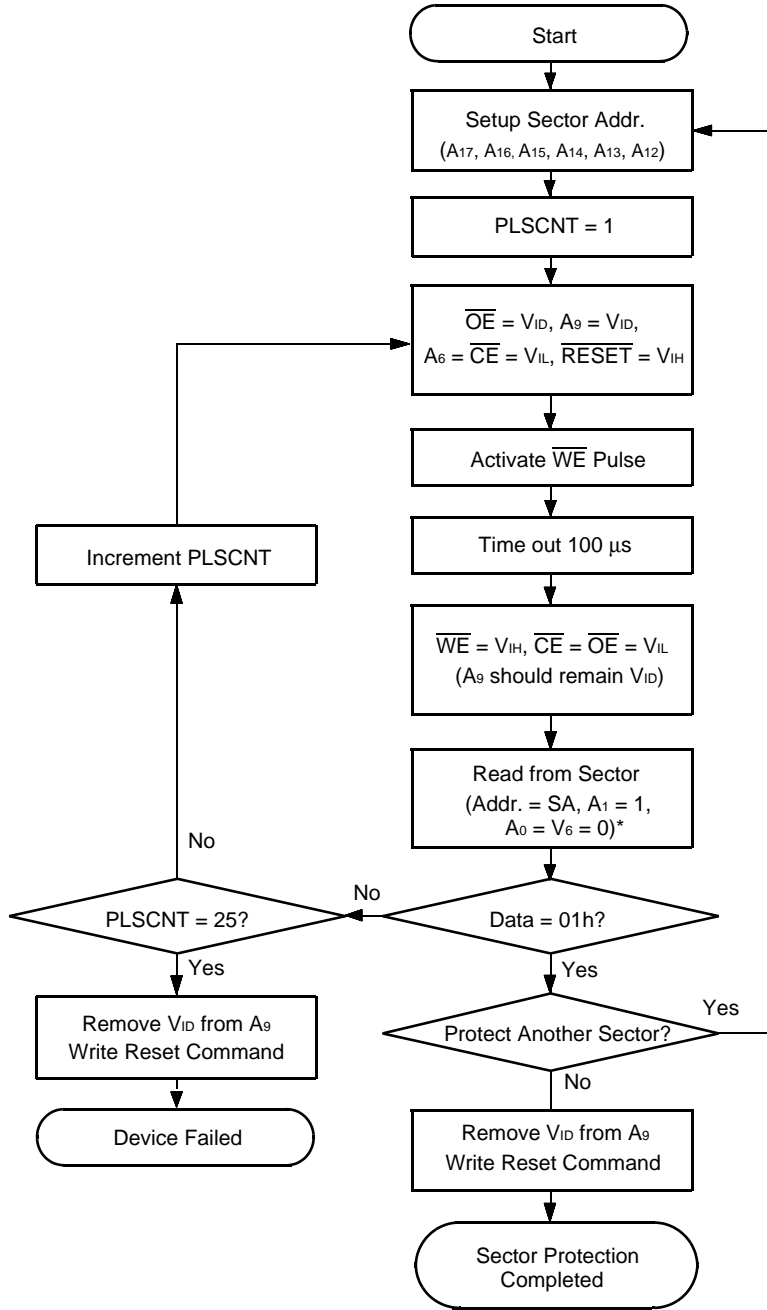 Start
Setup Sector Addr.
(A17, A16, A15, A14, A13, A12)
PLSCNT = 1
OE = VID, A9 = VID,
A6 = CE = VIL, RESET = VIH
Activate WE Pulse
Time out 100 μs
Increment PLSCNT
WE = VIH, CE = OE = VIL
(A9 should remain VID)
Read from Sector
(Addr. = SA, A1 = 1,
A0 = V6 = 0)*
No
PLSCNT = 25?
No
Data = 01h?
Yes
Yes
Remove VID from A9
Write Reset Command
Protect Another Sector?
Yes
No
Device Failed
Remove VID from A9
Write Reset Command
Sector Protection
Completed